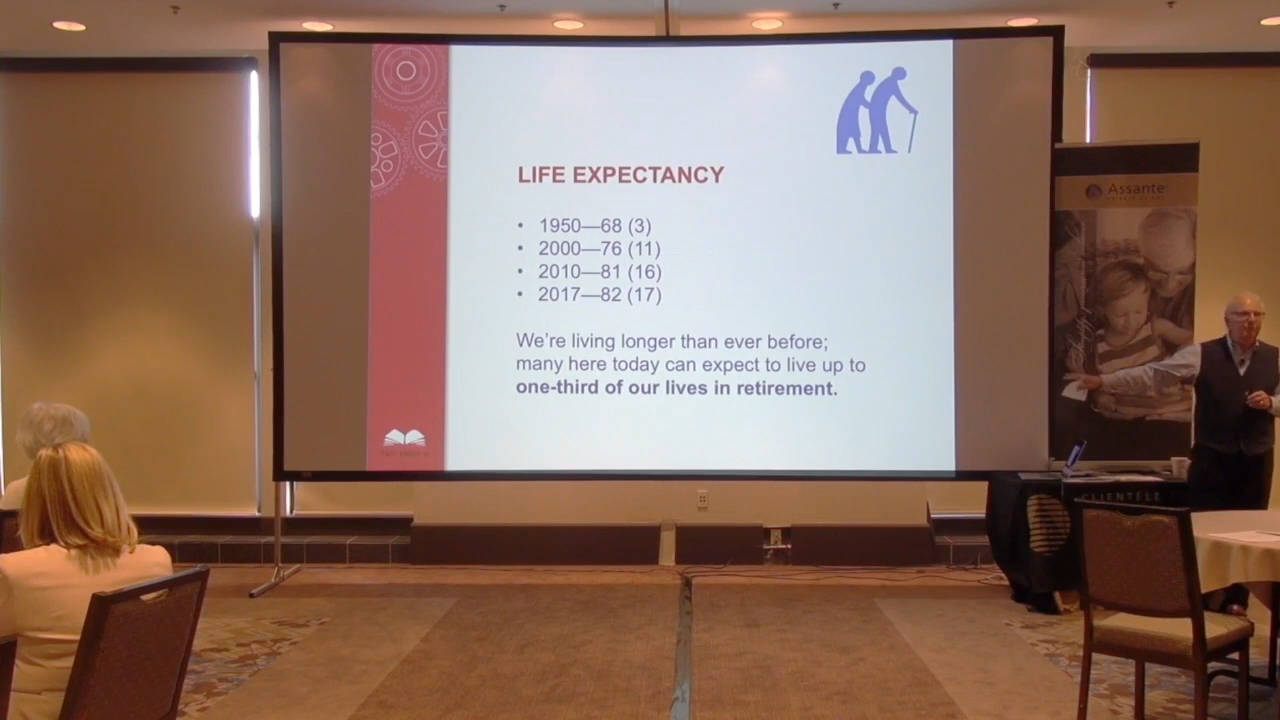 LIFE EXPECTANCY
• 1950—68 (3)
• 2000—76 (11)
• 2010—81 (16)
• 2017—82 (17)
We're living longer than ever before;
many here today can expect to live up to
one-third of our lives in retirement.
Assante
CLIENTÈLE